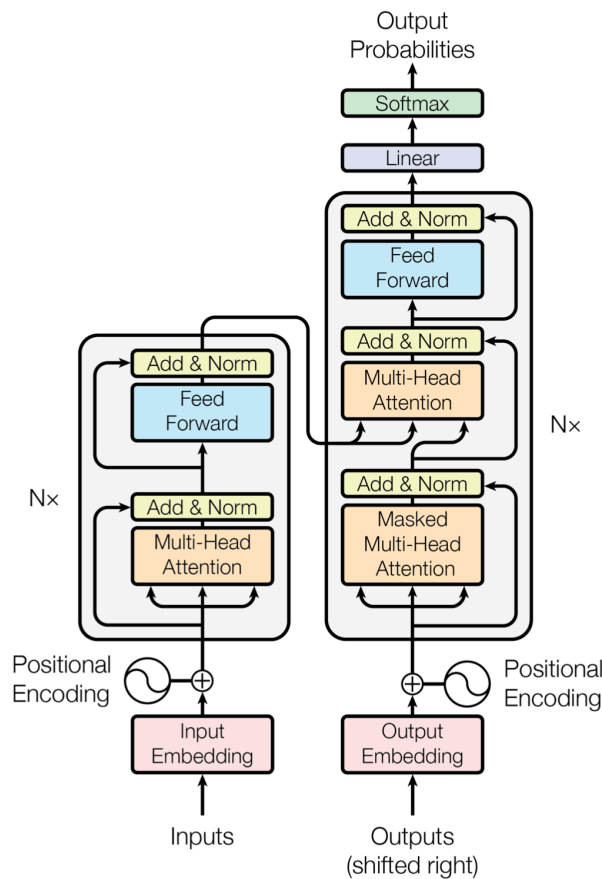 Output
Probabilities
Softmax
Linear
Add & Norm
Feed
Forward
Add & Norm
Multi-Head
Attention
Add & Norm
Masked
Multi-Head
Attention
N×
Add & Norm
Feed
Forward
Add & Norm
Multi-Head
Attention
N×
Positional
Encoding
Positional
Encoding
Input
Embedding
Output
Embedding
Inputs
Outputs
(shifted right)